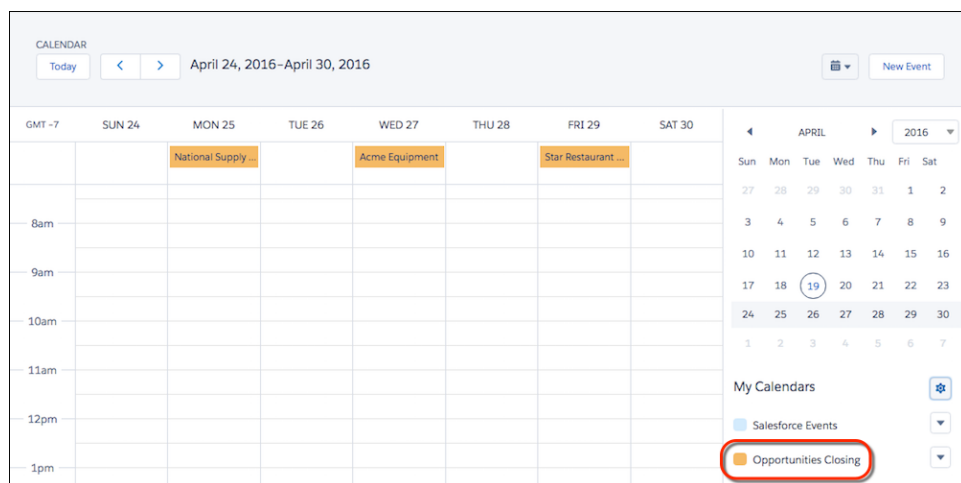 CALENDAR
Today
April 24, 2016–April 30, 2016
New Event
GMT -7 SUN 24 MON 25 TUE 26 WED 27 THU 28 FRI 29 SAT 30
National Supply ... Acme Equipment Star Restaurant ...
8am
9am
10am
11am
12pm
1pm
APRIL 2016
Sun Mon Tue Wed Thu Fri Sat
27 28 29 30 31 1 2
3 4 5 6 7 8 9
10 11 12 13 14 15 16
17 18 19 20 21 22 23
24 25 26 27 28 29 30
1 2 3 4 5 6 7
My Calendars
Salesforce Events
Opportunities Closing